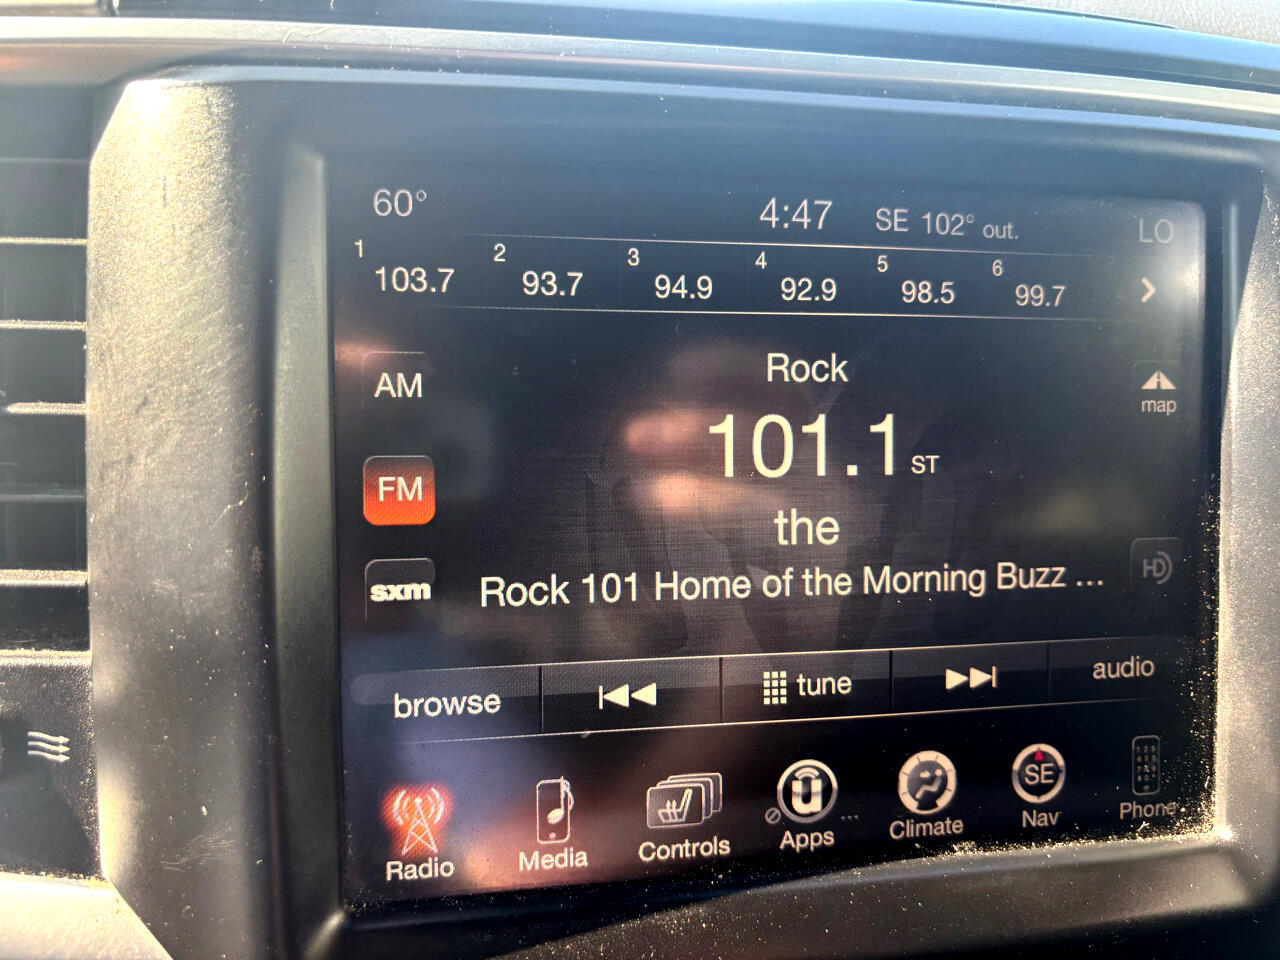 60° 4:47 SE 102° out. LO
1 103.7 2 93.7 3 94.9 4 92.9 5 98.5 6 99.7
Rock
AM
map
101.1 ST
FM
the
HD
sxm
Rock 101 Home of the Morning Buzz ...
browse tune audio
SE
Radio Media Controls Apps ... Climate Nav Phone